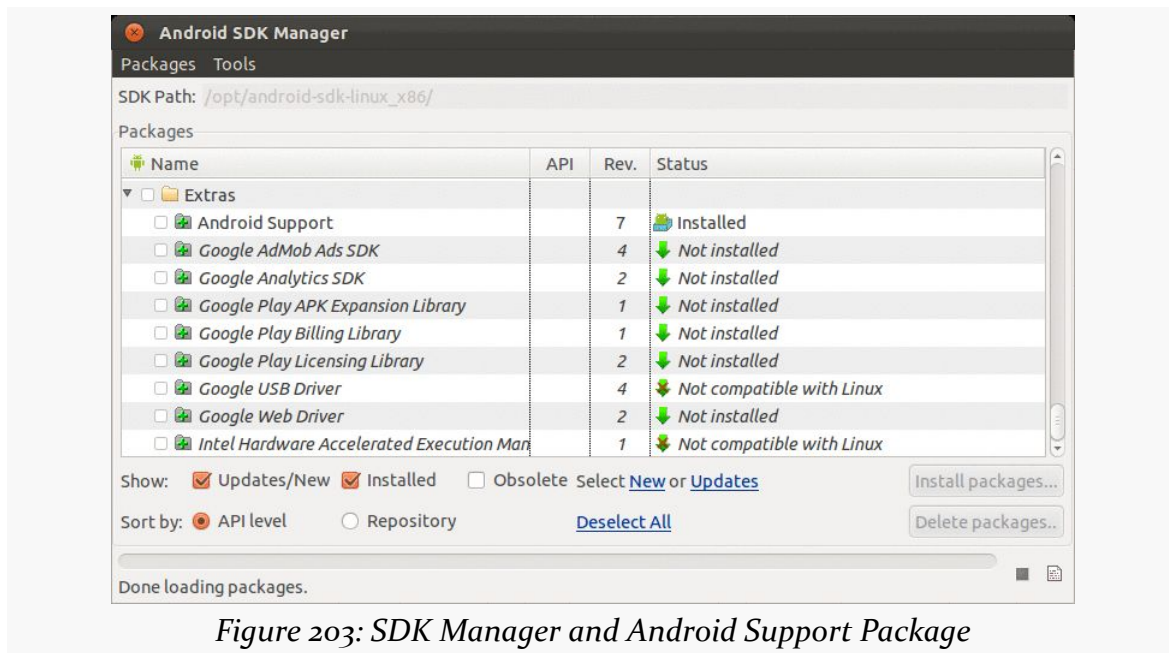 Android SDK Manager
Packages Tools
SDK Path: /opt/android-sdk-linux_x86/
Packages
Name API Rev. Status
Extras
Android Support 7 Installed
Google AdMob Ads SDK 4 Not installed
Google Analytics SDK 2 Not installed
Google Play APK Expansion Library 1 Not installed
Google Play Billing Library 1 Not installed
Google Play Licensing Library 2 Not installed
Google USB Driver 4 Not compatible with Linux
Google Web Driver 2 Not installed
Intel Hardware Accelerated Execution Man 1 Not compatible with Linux
Show: Updates/New Installed Obsolete Select New or Updates Install packages...
Sort by: API level Repository Deselect All Delete packages..
Done loading packages.
Figure 203: SDK Manager and Android Support Package